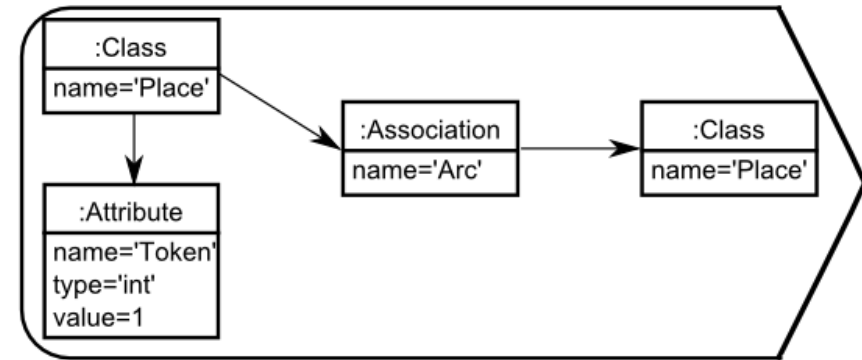 :Class
name='Place'
:Attribute
name='Token'
type='int'
value=1
:Association
name='Arc'
:Class
name='Place'